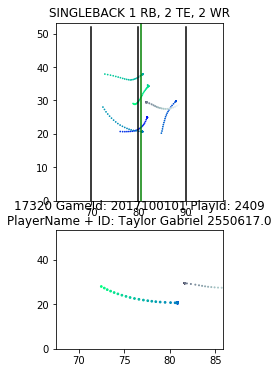 SINGLEBACK 1 RB, 2 TE, 2 WR
50
40
30
20
10
0
70 80 90
17320 GameId: 2017100101 PlayId: 2409
PlayerName + ID: Taylor Gabriel 2550617.0
40
20
0
70 75 80 85